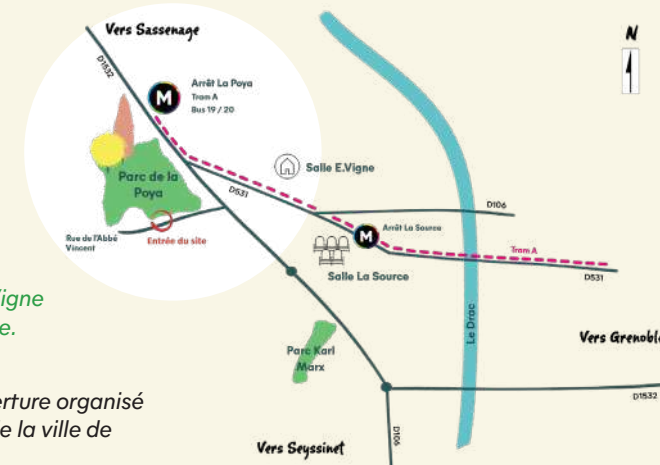 Vers Sassenage
N
D1532
M
Arrêt La Poya
Tram A
Bus 19 / 20
Salle E.Vigne
Parc de la
Poya
D531
D106
Rue de l'Abbé
Vincent
Entrée du site
M
Arrêt La Source
Tram A
D531
Salle La Source
Vigne
e.
Le Drac
Vers Grenoble
Parc Karl
Marx
erture organisé
e la ville de
D1532
D106
Vers Seyssinet